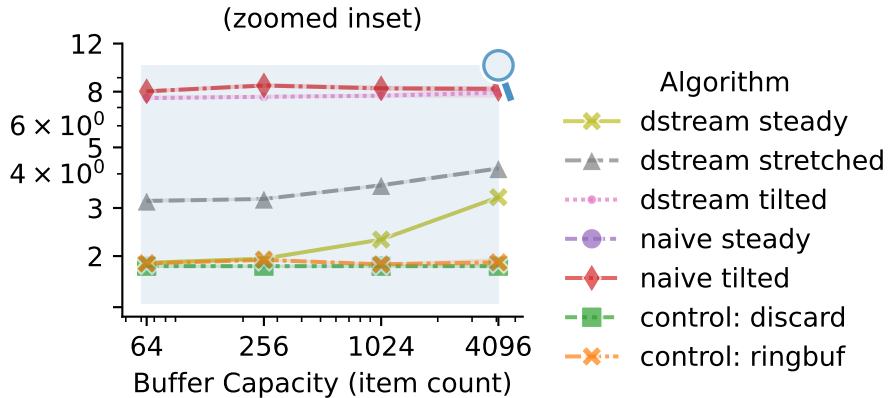 (zoomed inset)
12
8
6 × 10⁰
5
4 × 10⁰
3
2
64 256 1024 4096
Buffer Capacity (item count)
Algorithm
dstream steady
dstream stretched
dstream tilted
naive steady
naive tilted
control: discard
control: ringbuf